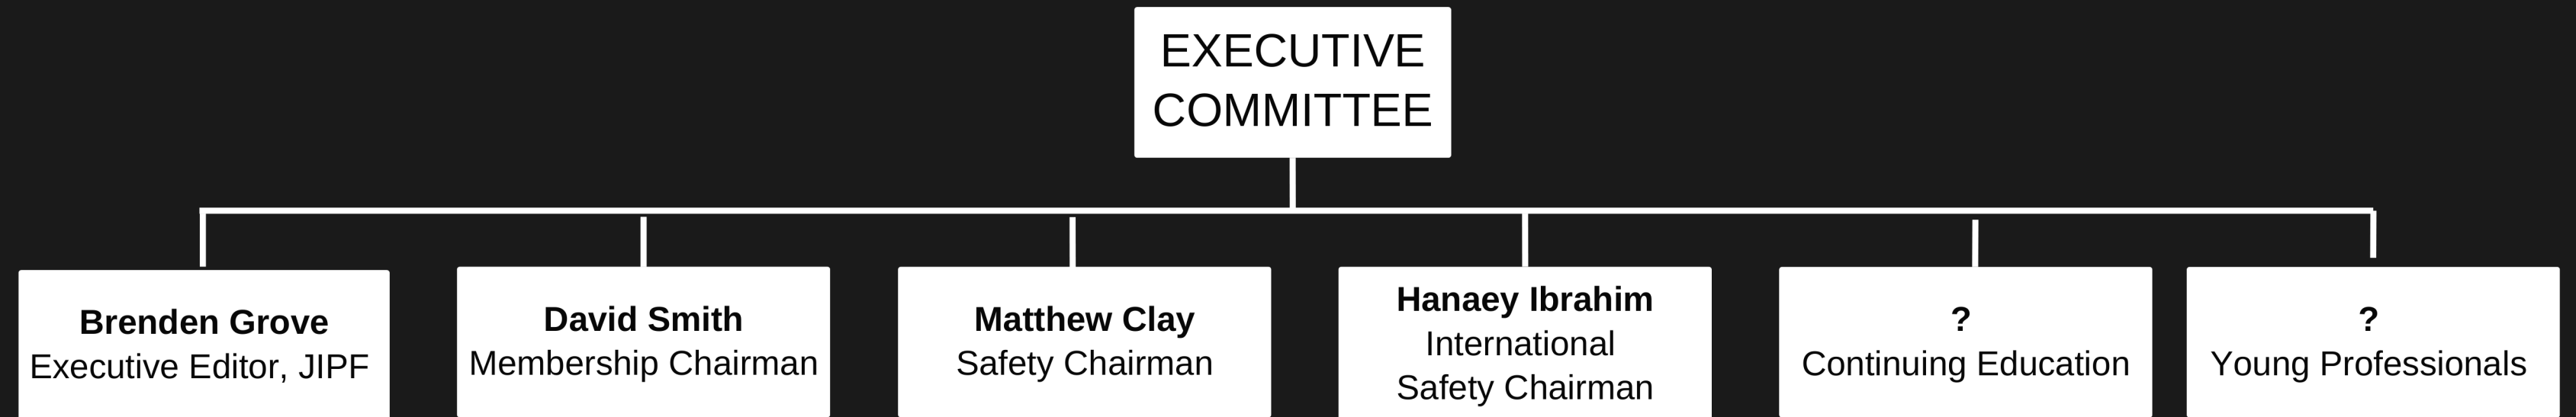 EXECUTIVE
COMMITTEE
Brenden Grove
Executive Editor, JIPF
David Smith
Membership Chairman
Matthew Clay
Safety Chairman
Hanaey Ibrahim
International
Safety Chairman
?
Continuing Education
?
Young Professionals